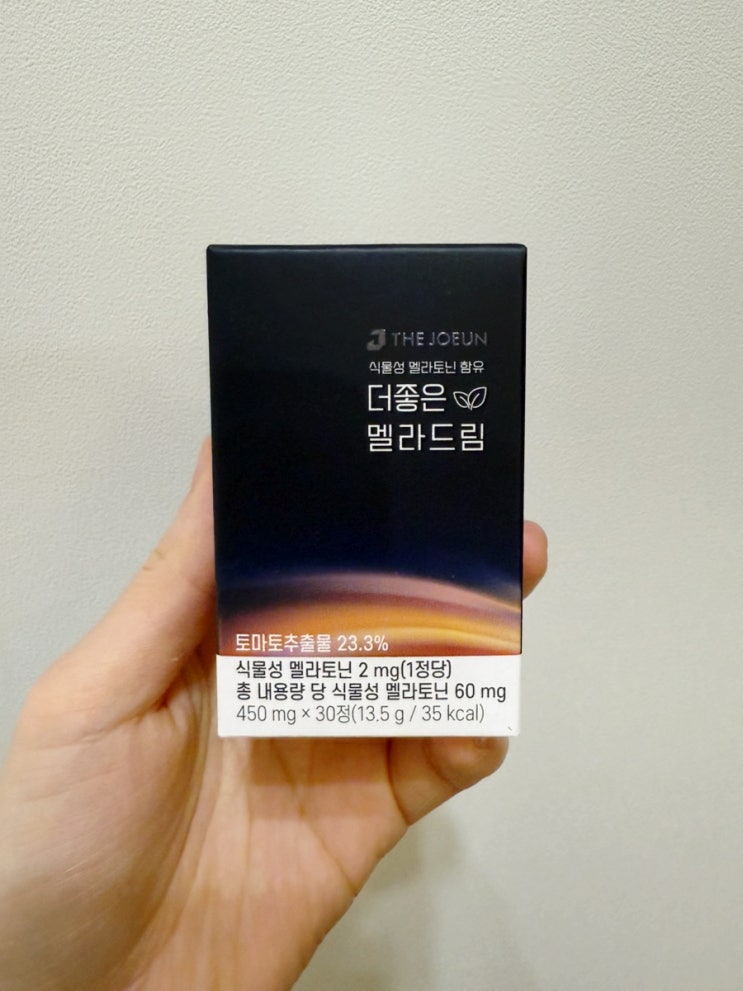 THE JOEUN
식물성 멜라토닌 함유
더좋은
멜라드림
토마토추출물 23.3%
식물성 멜라토닌 2 mg(1정당)
총 내용량 당 식물성 멜라토닌 60 mg
450 mg × 30정(13.5 g / 35 kcal)